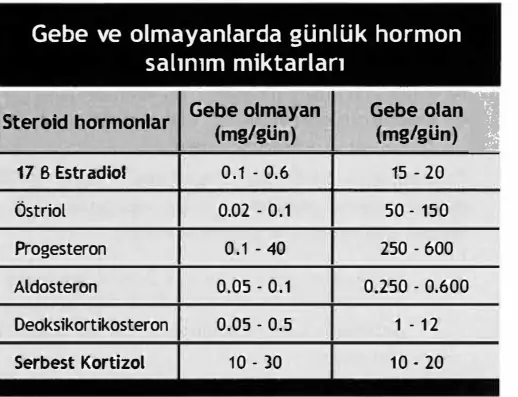 Gebe ve olmayanlarda günlük hormon
salınım miktarları
Steroid hormonlar Gebe olmayan (mg/gün) Gebe olan (mg/gün)
17 ß Estradiol 0.1 - 0.6 15 - 20
Östriol 0.02 - 0.1 50 - 150
Progesteron 0.1 - 40 250 - 600
Aldosteron 0.05 - 0.1 0.250 - 0.600
Deoksikortikosteron 0.05 - 0.5 1 - 12
Serbest Kortizol 10 - 30 10 - 20